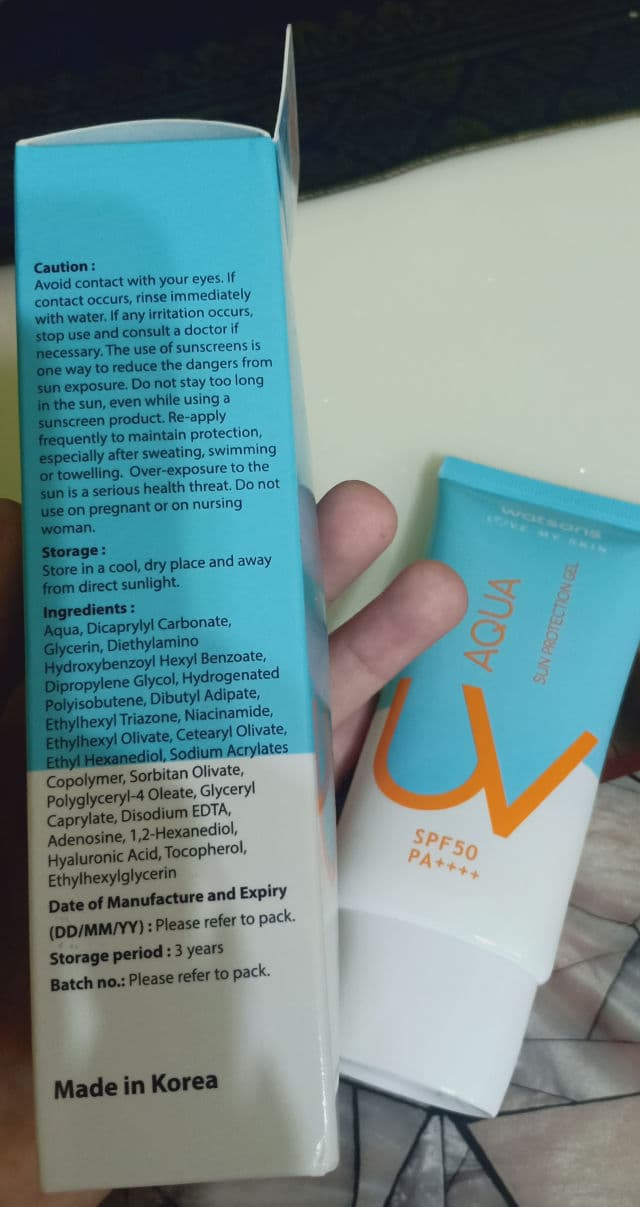 Caution :
Avoid contact with your eyes. If
contact occurs, rinse immediately
with water. If any irritation occurs,
stop use and consult a doctor if
necessary. The use of sunscreens is
one way to reduce the dangers from
sun exposure. Do not stay too long
in the sun, even while using a
sunscreen product. Re-apply
frequently to maintain protection,
especially after sweating, swimming
or towelling. Over-exposure to the
sun is a serious health threat. Do not
use on pregnant or on nursing
woman.
Storage :
Store in a cool, dry place and away
from direct sunlight.
Ingredients :
Aqua, Dicaprylyl Carbonate,
Glycerin, Diethylamino
Hydroxybenzoyl Hexyl Benzoate,
Dipropylene Glycol, Hydrogenated
Polyisobutene, Dibutyl Adipate,
Ethylhexyl Triazone, Niacinamide,
Ethylhexyl Olivate, Cetearyl Olivate,
Ethyl Hexanediol, Sodium Acrylates
Copolymer, Sorbitan Olivate,
Polyglyceryl-4 Oleate, Glyceryl
Caprylate, Disodium EDTA,
Adenosine, 1,2-Hexanediol,
Hyaluronic Acid, Tocopherol,
Ethylhexylglycerin
Date of Manufacture and Expiry
(DD/MM/YY) : Please refer to pack.
Storage period : 3 years
Batch no.: Please refer to pack.
Made in Korea
watsons
LOVE MY SKIN
AQUA
SUN PROTECTION GEL
UV
SPF50
PA++++